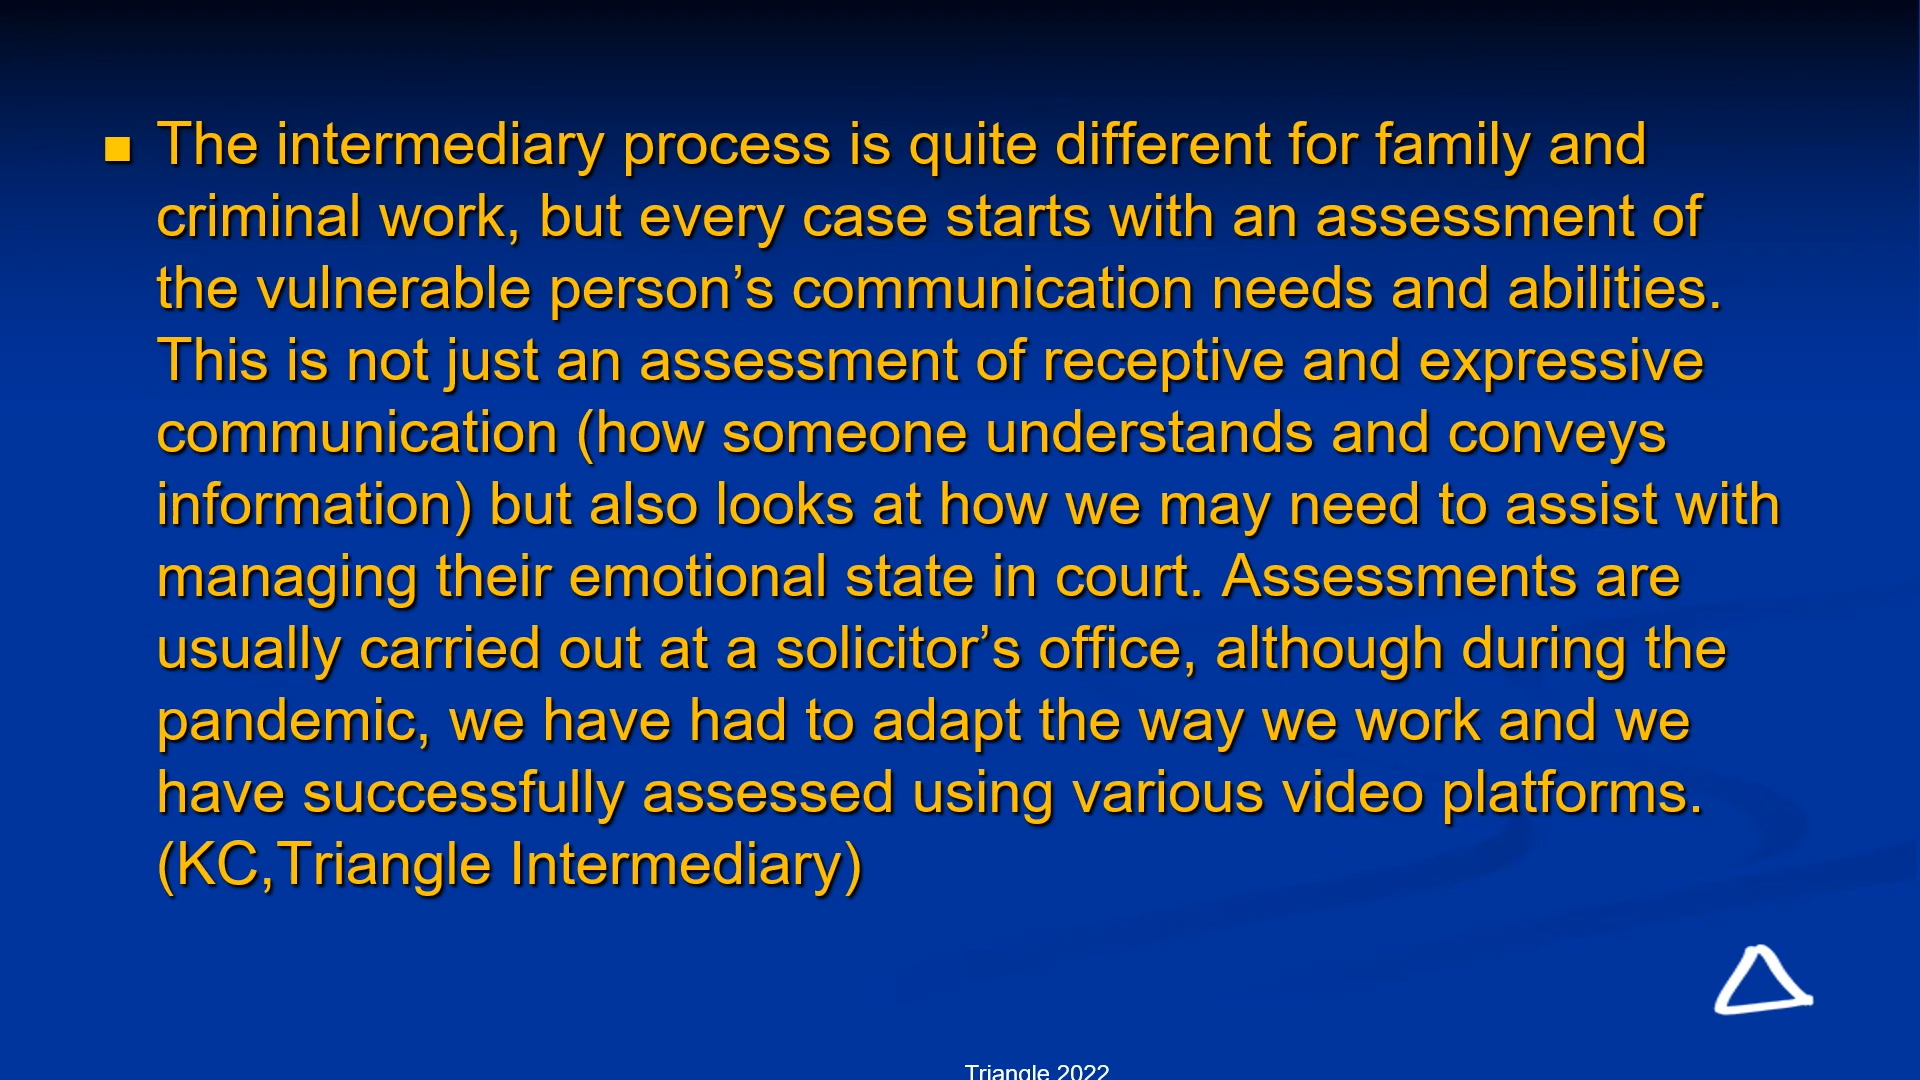 The intermediary process is quite different for family and
criminal work, but every case starts with an assessment of
the vulnerable person’s communication needs and abilities.
This is not just an assessment of receptive and expressive
communication (how someone understands and conveys
information) but also looks at how we may need to assist with
managing their emotional state in court. Assessments are
usually carried out at a solicitor’s office, although during the
pandemic, we have had to adapt the way we work and we
have successfully assessed using various video platforms.
(KC,Triangle Intermediary)
Triangle 2022